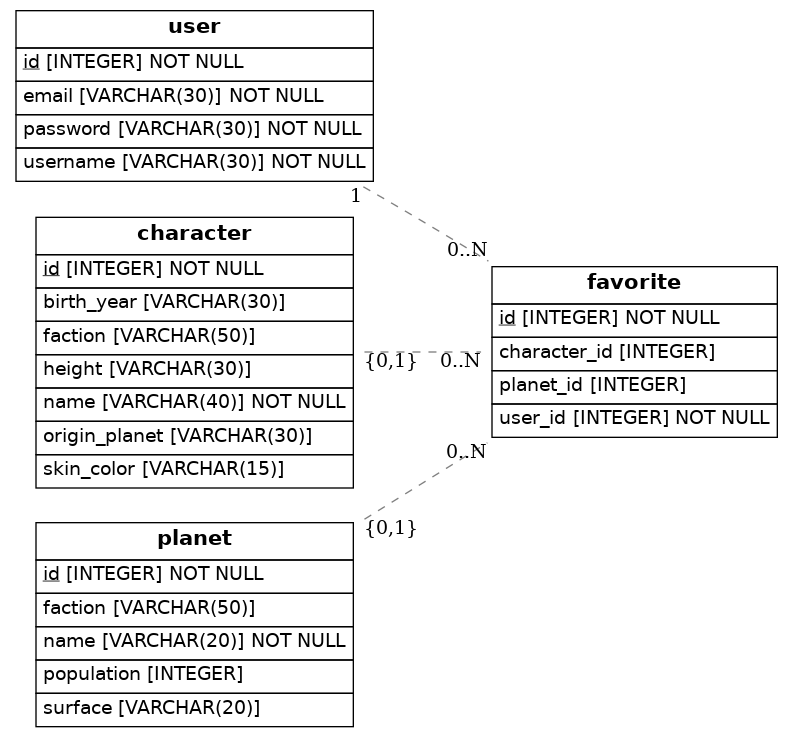 user
id [INTEGER] NOT NULL
email [VARCHAR(30)] NOT NULL
password [VARCHAR(30)] NOT NULL
username [VARCHAR(30)] NOT NULL
1
0..N
character
id [INTEGER] NOT NULL
birth_year [VARCHAR(30)]
faction [VARCHAR(50)]
height [VARCHAR(30)]
name [VARCHAR(40)] NOT NULL
origin_planet [VARCHAR(30)]
skin_color [VARCHAR(15)]
{0,1}
0..N
favorite
id [INTEGER] NOT NULL
character_id [INTEGER]
planet_id [INTEGER]
user_id [INTEGER] NOT NULL
0..N
{0,1}
planet
id [INTEGER] NOT NULL
faction [VARCHAR(50)]
name [VARCHAR(20)] NOT NULL
population [INTEGER]
surface [VARCHAR(20)]